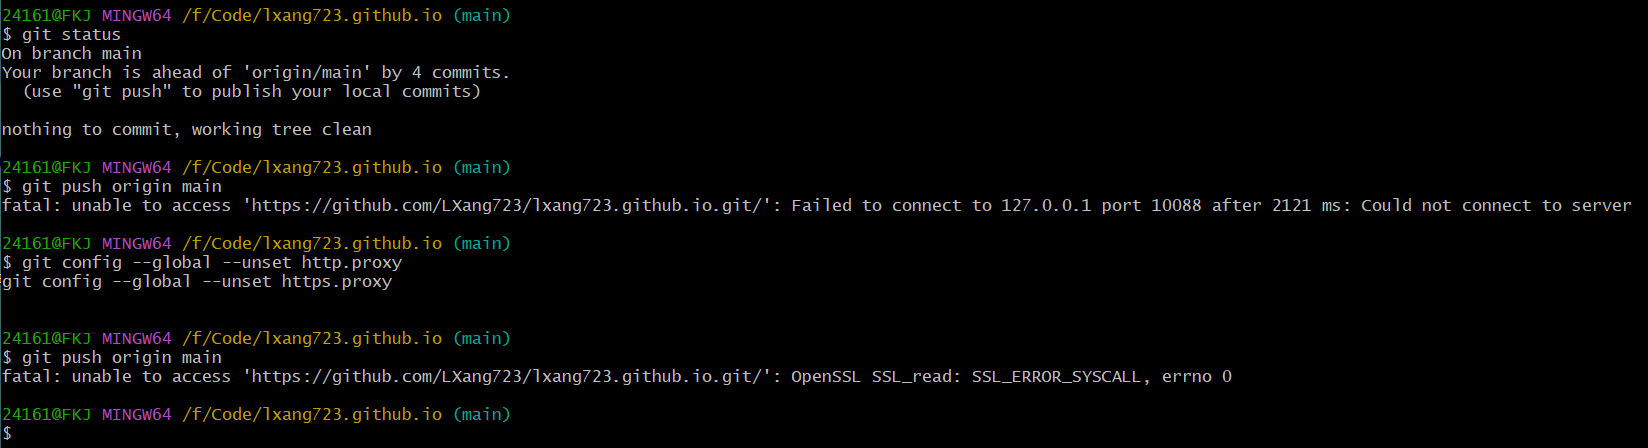 24161@FKJ MINGW64 /f/Code/lxang723.github.io (main)
$ git status
On branch main
Your branch is ahead of 'origin/main' by 4 commits.
  (use "git push" to publish your local commits)
nothing to commit, working tree clean
24161@FKJ MINGW64 /f/Code/lxang723.github.io (main)
$ git push origin main
fatal: unable to access 'https://github.com/LXang723/lxang723.github.io.git/': Failed to connect to 127.0.0.1 port 10088 after 2121 ms: Could not connect to server
24161@FKJ MINGW64 /f/Code/lxang723.github.io (main)
$ git config --global --unset http.proxy
git config --global --unset https.proxy
24161@FKJ MINGW64 /f/Code/lxang723.github.io (main)
$ git push origin main
fatal: unable to access 'https://github.com/LXang723/lxang723.github.io.git/': OpenSSL SSL_read: SSL_ERROR_SYSCALL, errno 0
24161@FKJ MINGW64 /f/Code/lxang723.github.io (main)
$